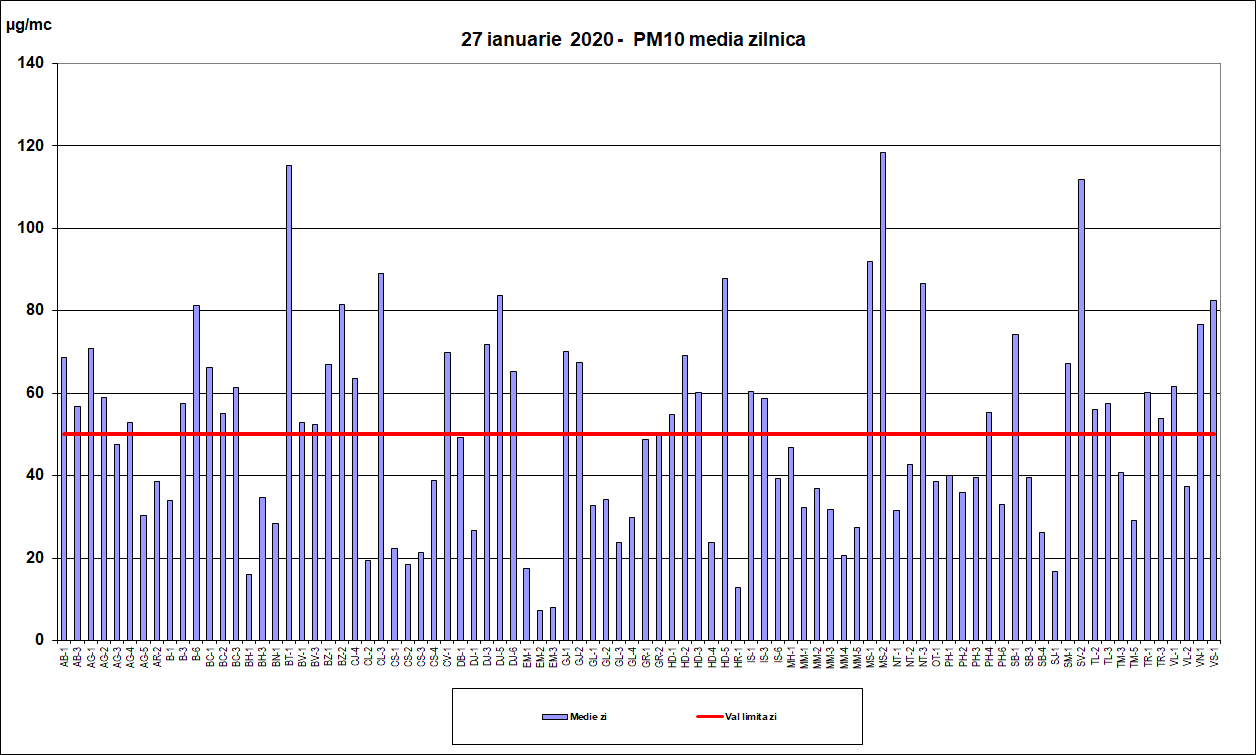 µg/mc
27 ianuarie 2020 - PM10 media zilnica
140
120
100
80
60
40
20
0
AB-1 AB-3 AG-1 AG-2 AG-3 AG-4 AG-5 AR-2 B-1 B-3 B-6 BC-1 BC-2 BC-3 BH-1 BH-3 BN-1 BT-1 BV-1 BV-3 BZ-1 BZ-2 CJ-4 CL-2 CL-3 CS-1 CS-2 CS-3 CS-4 CV-1 DB-1 DJ-1 DJ-3 DJ-5 DJ-6 EM-1 EM-2 EM-3 GJ-1 GJ-2 GL-1 GL-2 GL-3 GL-4 GR-1 GR-2 HD-1 HD-2 HD-3 HD-4 HD-5 HR-1 IS-1 IS-3 IS-6 MH-1 MM-1 MM-2 MM-3 MM-4 MM-5 MS-1 MS-2 NT-1 NT-2 NT-3 OT-1 PH-1 PH-2 PH-3 PH-4 PH-6 SB-1 SB-3 SB-4 SJ-1 SM-1 SV-2 TL-2 TL-3 TM-3 TM-5 TR-1 TR-3 VL-1 VL-2 VN-1 VS-1
Medie zi Val limita zi